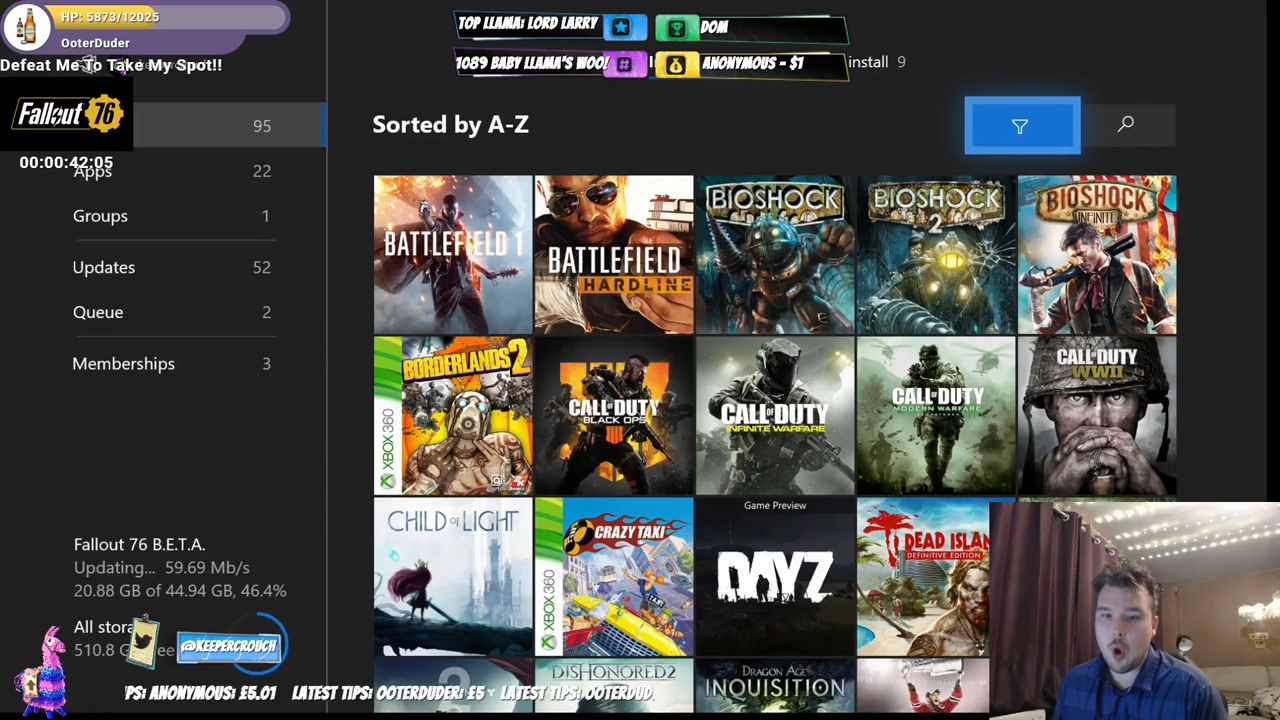 HP: 5873/12025
OoterDuder
Defeat Me To Take My Spot!!
Fallout 76
00:00:42:05
TOP LLAMA: LORD LARRY
DOM
1089 BABY LLAMA'S WOO!
#
ANONYMOUS - $1
install 9
95
Apps 22
Groups 1
Updates 52
Queue 2
Memberships 3
Sorted by A-Z
BATTLEFIELD 1
BATTLEFIELD
HARDLINE
BIOSHOCK
BIOSHOCK
2
BIOSHOCK
INFINITE
XBOX 360
BORDERLANDS 2
2K
CALL OF DUTY
BLACK OPS
CALL OF DUTY
INFINITE WARFARE
CALL OF DUTY
MODERN WARFARE
REMASTERED
CALL OF DUTY
WWII
CHILD OF LIGHT
XBOX 360
CRAZY TAXI
TAXI
Game Preview
DAYZ
DEAD ISLAN
DEFINITIVE EDITION
DISHONORED 2
DRAGON AGE
INQUISITION
Fallout 76 B.E.T.A.
Updating... 59.69 Mb/s
20.88 GB of 44.94 GB, 46.4%
All stora
510.8 G
@KEEPERCROUCH
PS: ANONYMOUS: £5.01 LATEST TIPS: OOTERDUDER: £5 LATEST TIPS: OOTERDUD